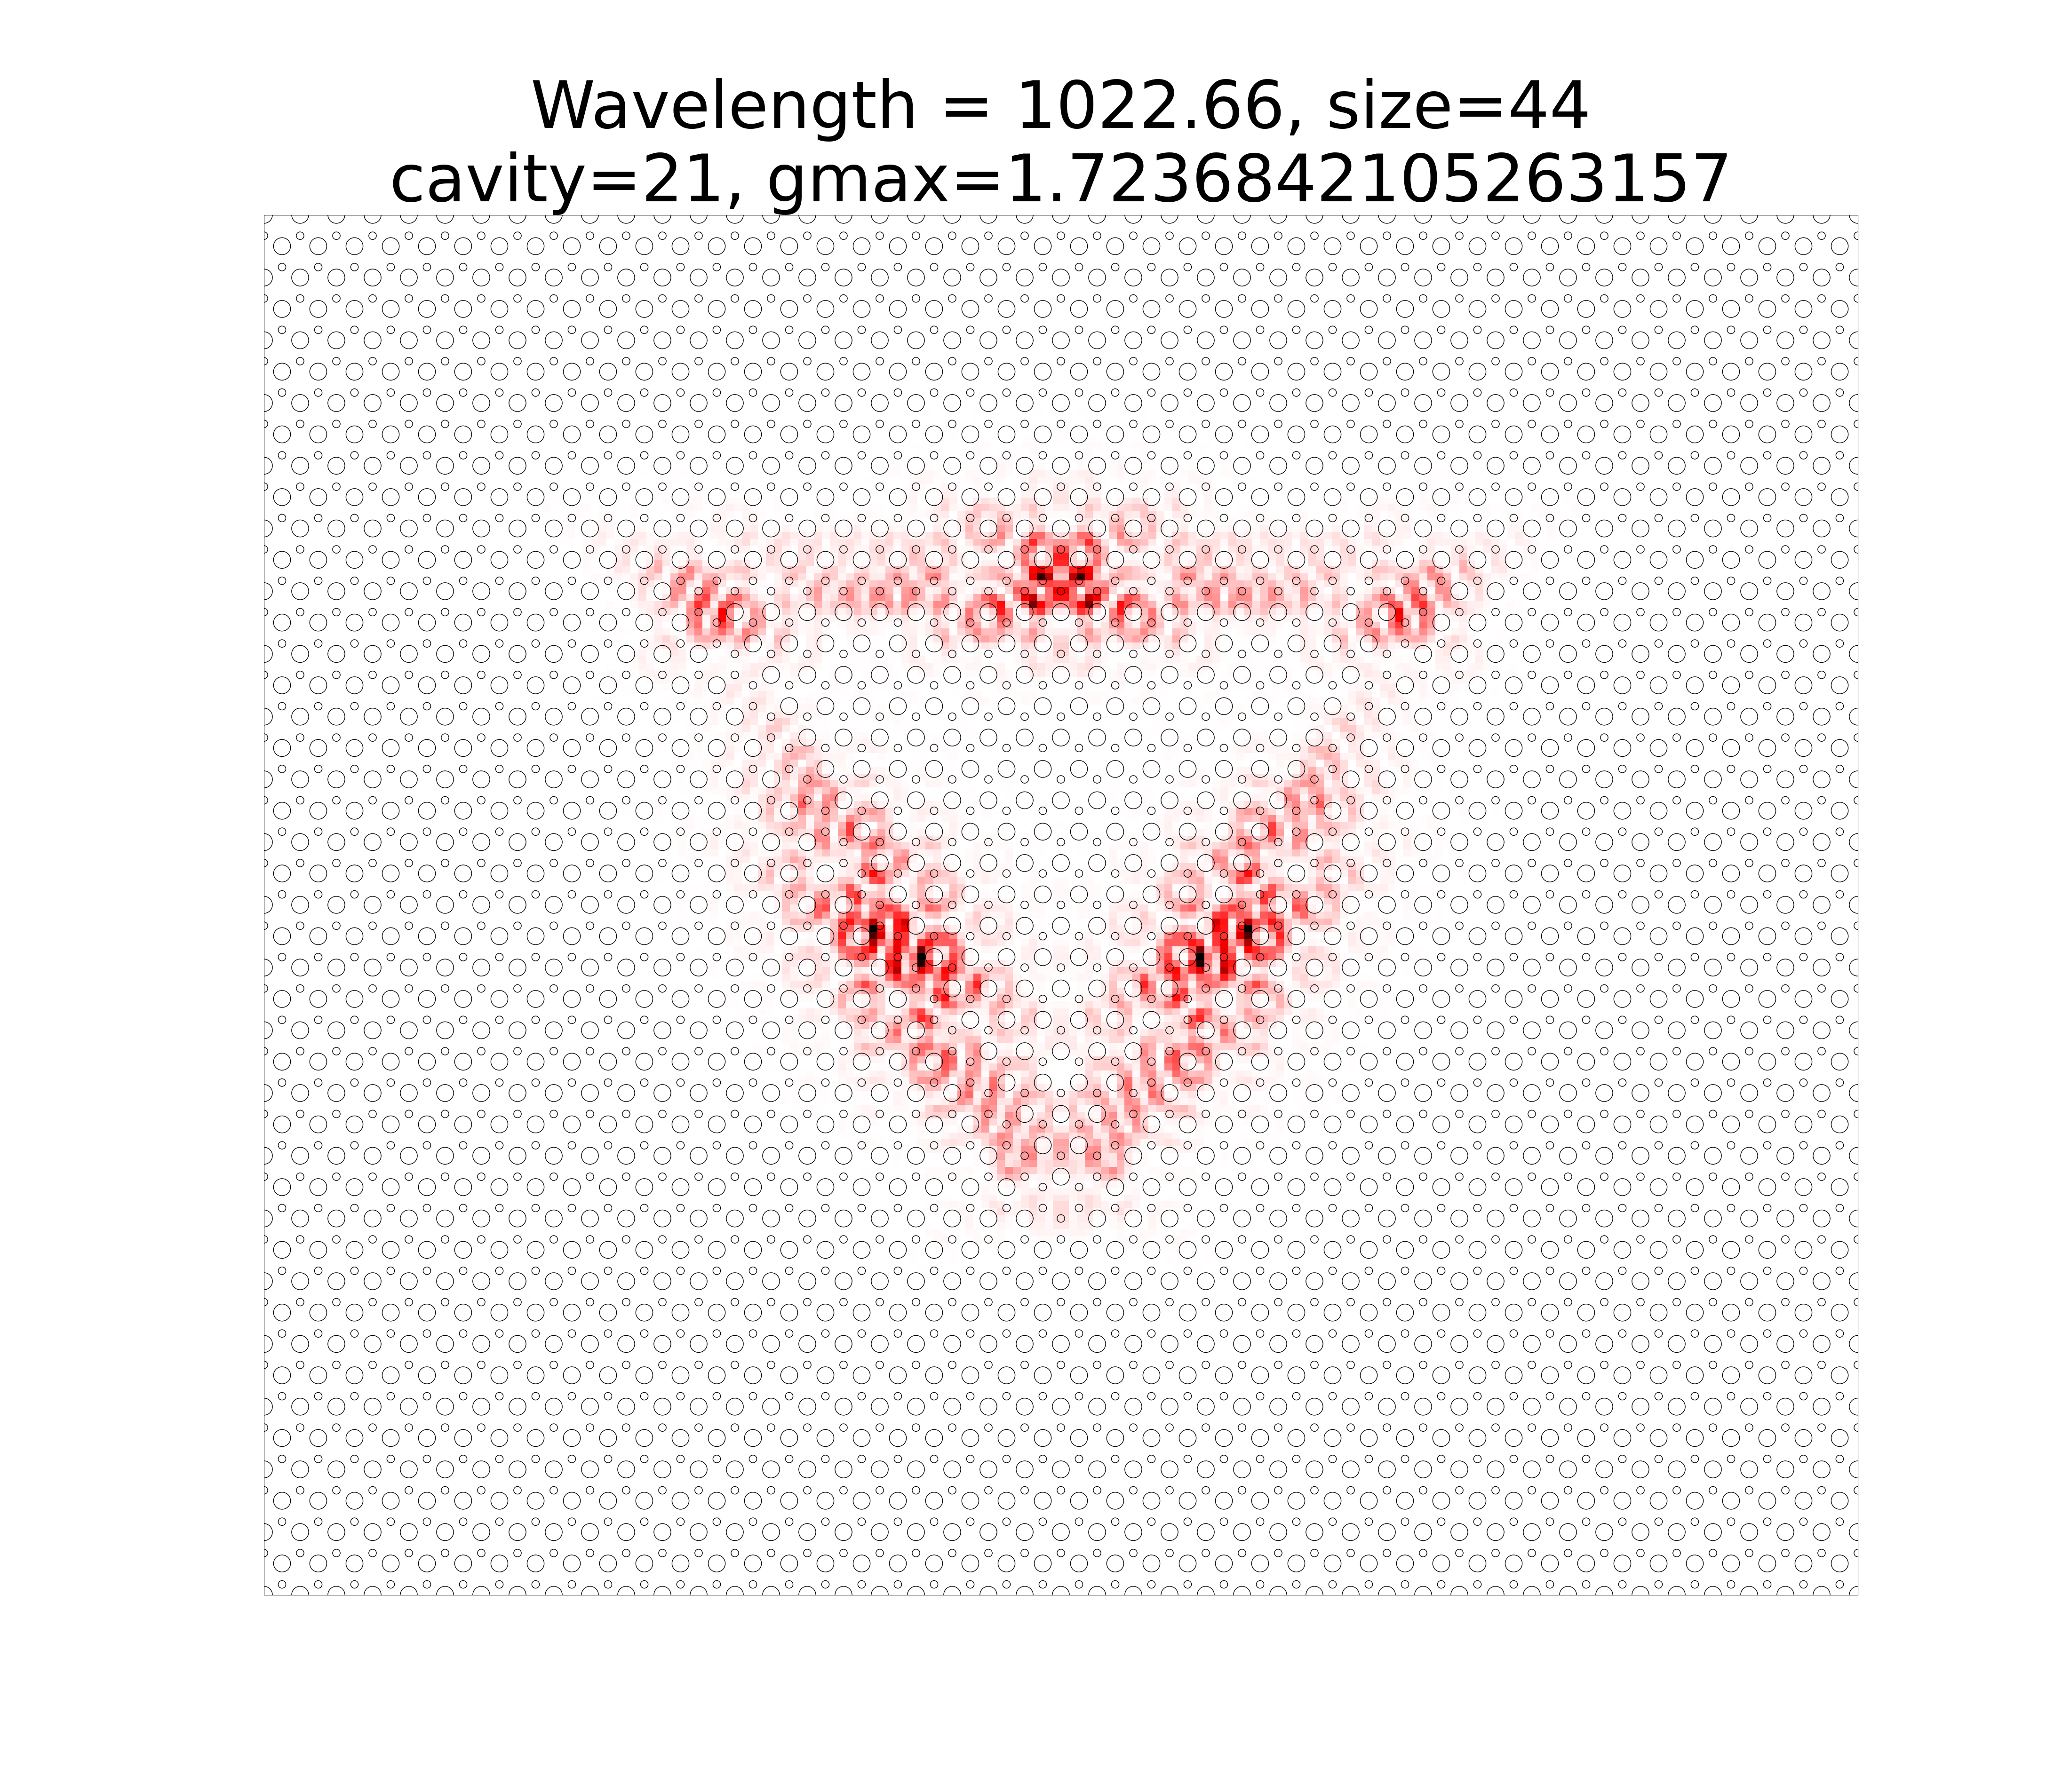 Wavelength = 1022.66, size=44
cavity=21, gmax=1.7236842105263157